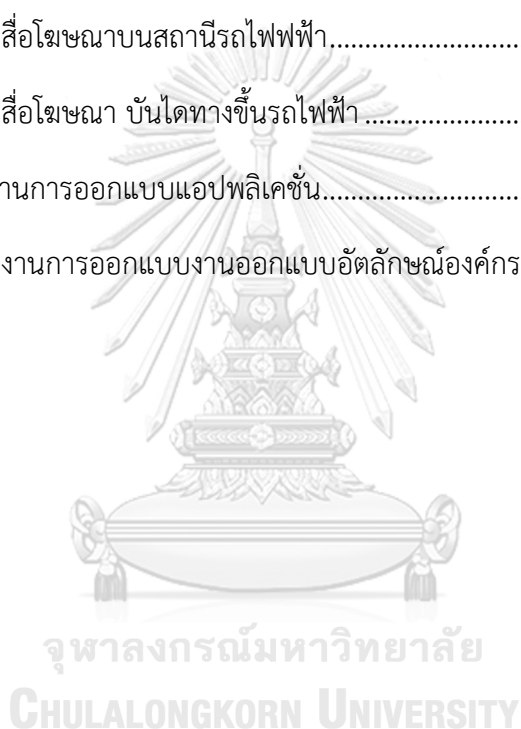 สื่อโฆษณาบนสถานีรถไฟฟฟ้า............................
สื่อโฆษณา บันไดทางขึ้นรถไฟฟ้า.......................
านการออกแบบแอปพลิเคชั่น............................
งานการออกแบบงานออกแบบอัตลักษณ์องค์กร
จุฬาลงกรณ์มหาวิทยาลัย
CHULALONGKORN UNIVERSITY